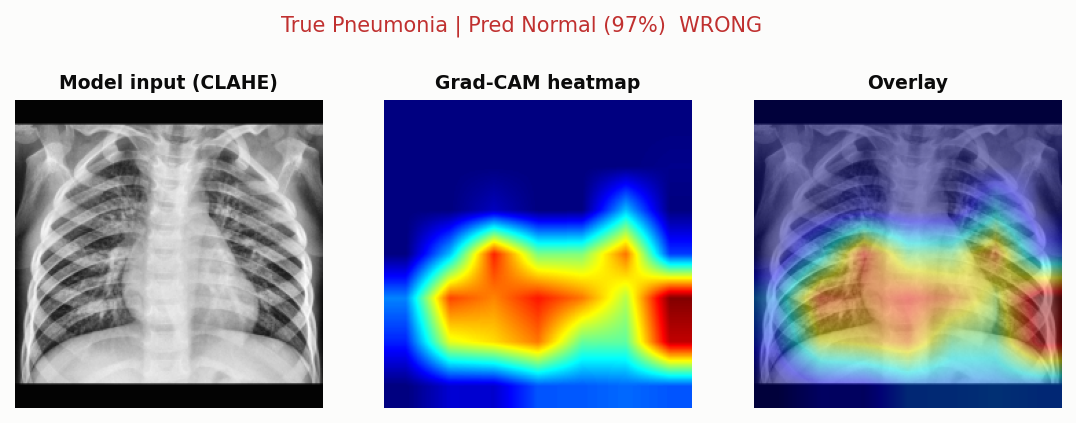 True Pneumonia | Pred Normal (97%)  WRONG
Model input (CLAHE)
Grad-CAM heatmap
Overlay